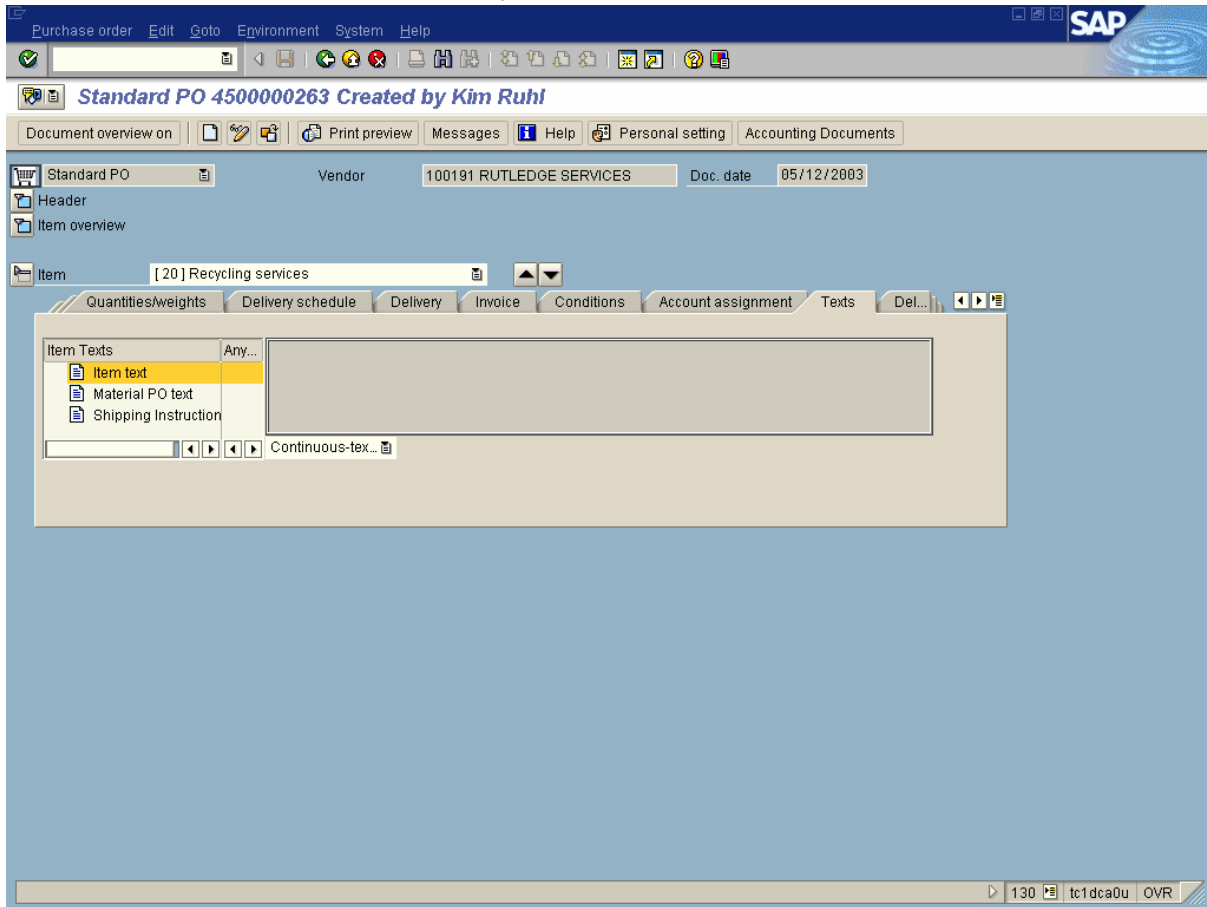 Purchase order Edit Goto Environment System Help
SAP
Standard PO 4500000263 Created by Kim Ruhl
Document overview on Print preview Messages Help Personal setting Accounting Documents
Standard PO Vendor 100191 RUTLEDGE SERVICES Doc. date 05/12/2003
Header
Item overview
Item [ 20 ] Recycling services
Quantities/weights Delivery schedule Delivery Invoice Conditions Account assignment Texts Del...
Item Texts Any...
Item text
Material PO text
Shipping Instruction
Continuous-tex...
130 tc1dca0u OVR